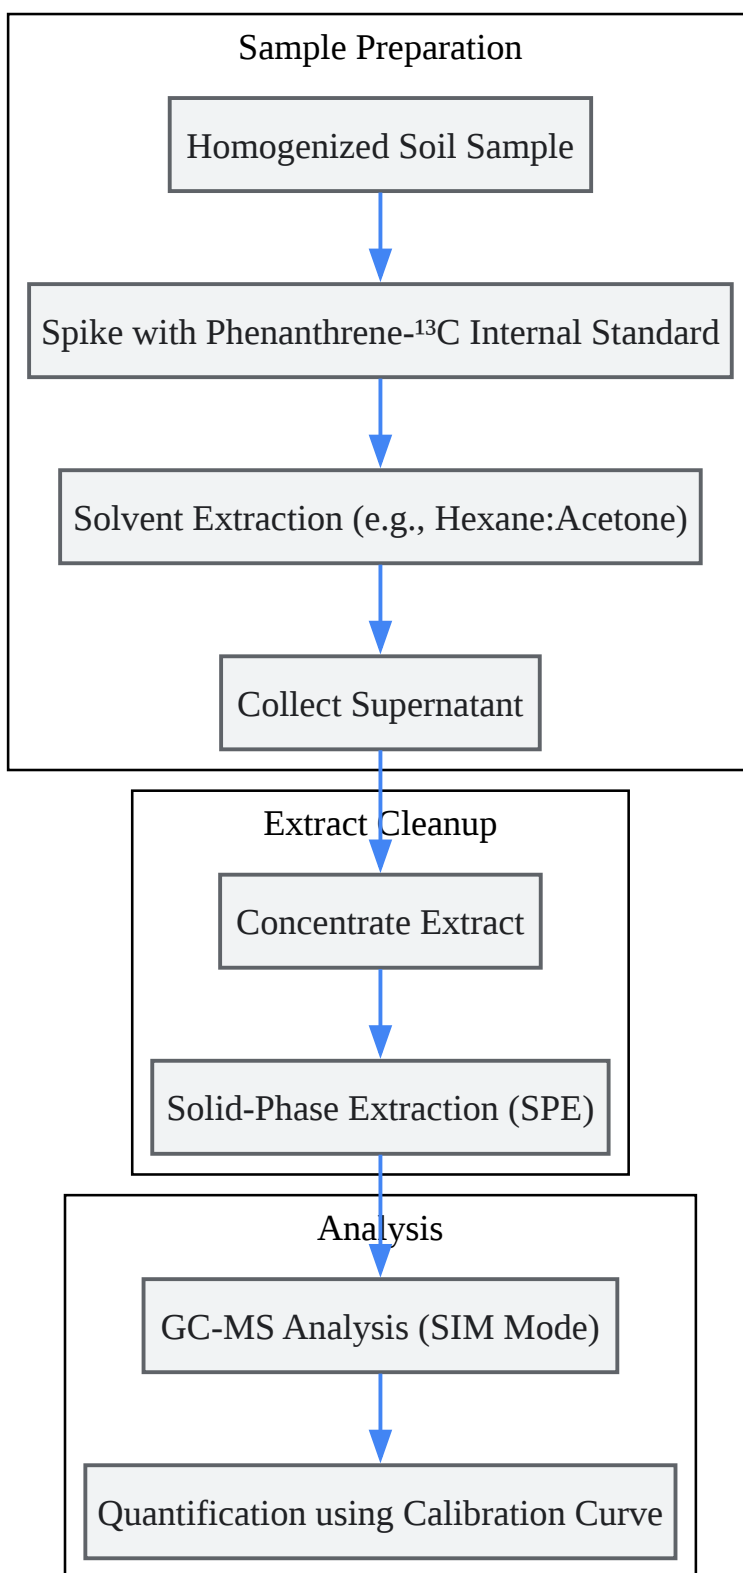 Sample Preparation
Homogenized Soil Sample
Spike with Phenanthrene-¹³C Internal Standard
Solvent Extraction (e.g., Hexane:Acetone)
Collect Supernatant
Extract Cleanup
Concentrate Extract
Solid-Phase Extraction (SPE)
Analysis
GC-MS Analysis (SIM Mode)
Quantification using Calibration Curve